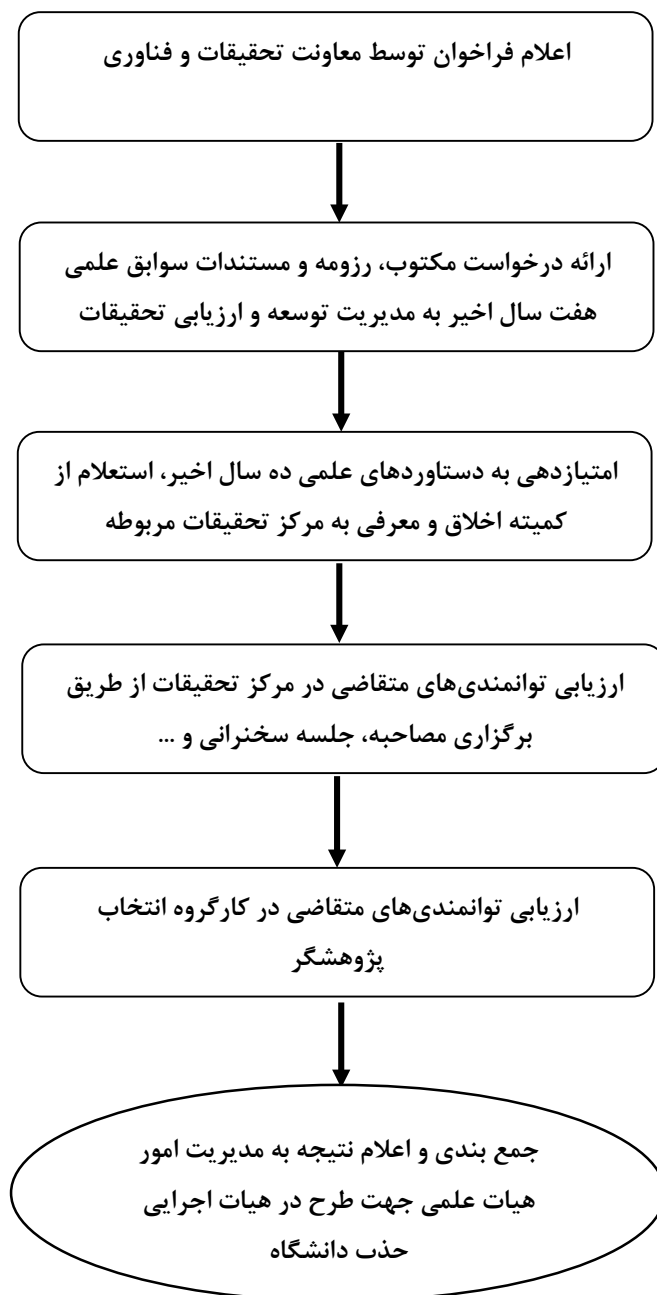 اعلام فراخوان توسط معاونت تحقیقات و فناوری
ارائه درخواست مکتوب، رزومه و مستندات سوابق علمی
هفت سال اخیر به مدیریت توسعه و ارزیابی تحقیقات
امتیازدهی به دستاوردهای علمی ده سال اخیر، استعلام از
کمیته اخلاق و معرفی به مرکز تحقیقات مربوطه
ارزیابی توانمندی‌های متقاضی در مرکز تحقیقات از طریق
برگزاری مصاحبه، جلسه سخنرانی و ...
ارزیابی توانمندی‌های متقاضی در کارگروه انتخاب
پژوهشگر
جمع بندی و اعلام نتیجه به مدیریت امور
هیات علمی جهت طرح در هیات اجرایی
حذب دانشگاه